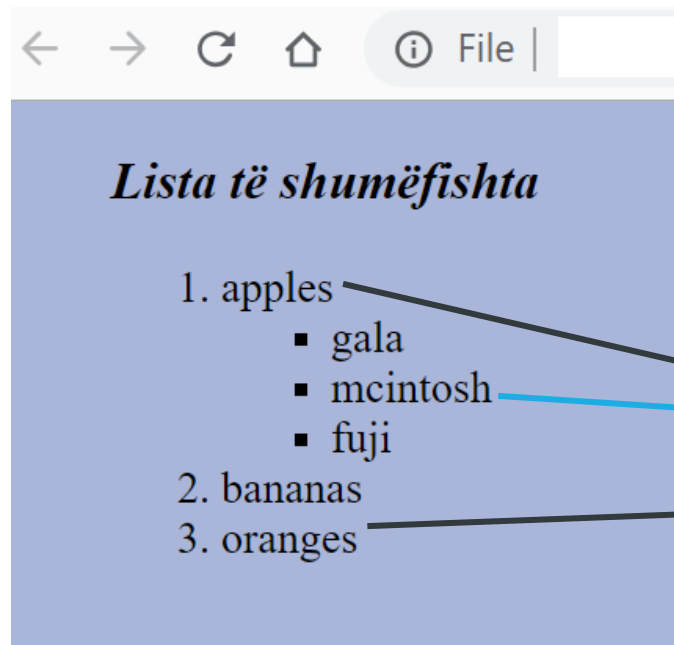 File
Lista të shumëfishta
1. apples
▪ gala
▪ mcintosh
▪ fuji
2. bananas
3. oranges